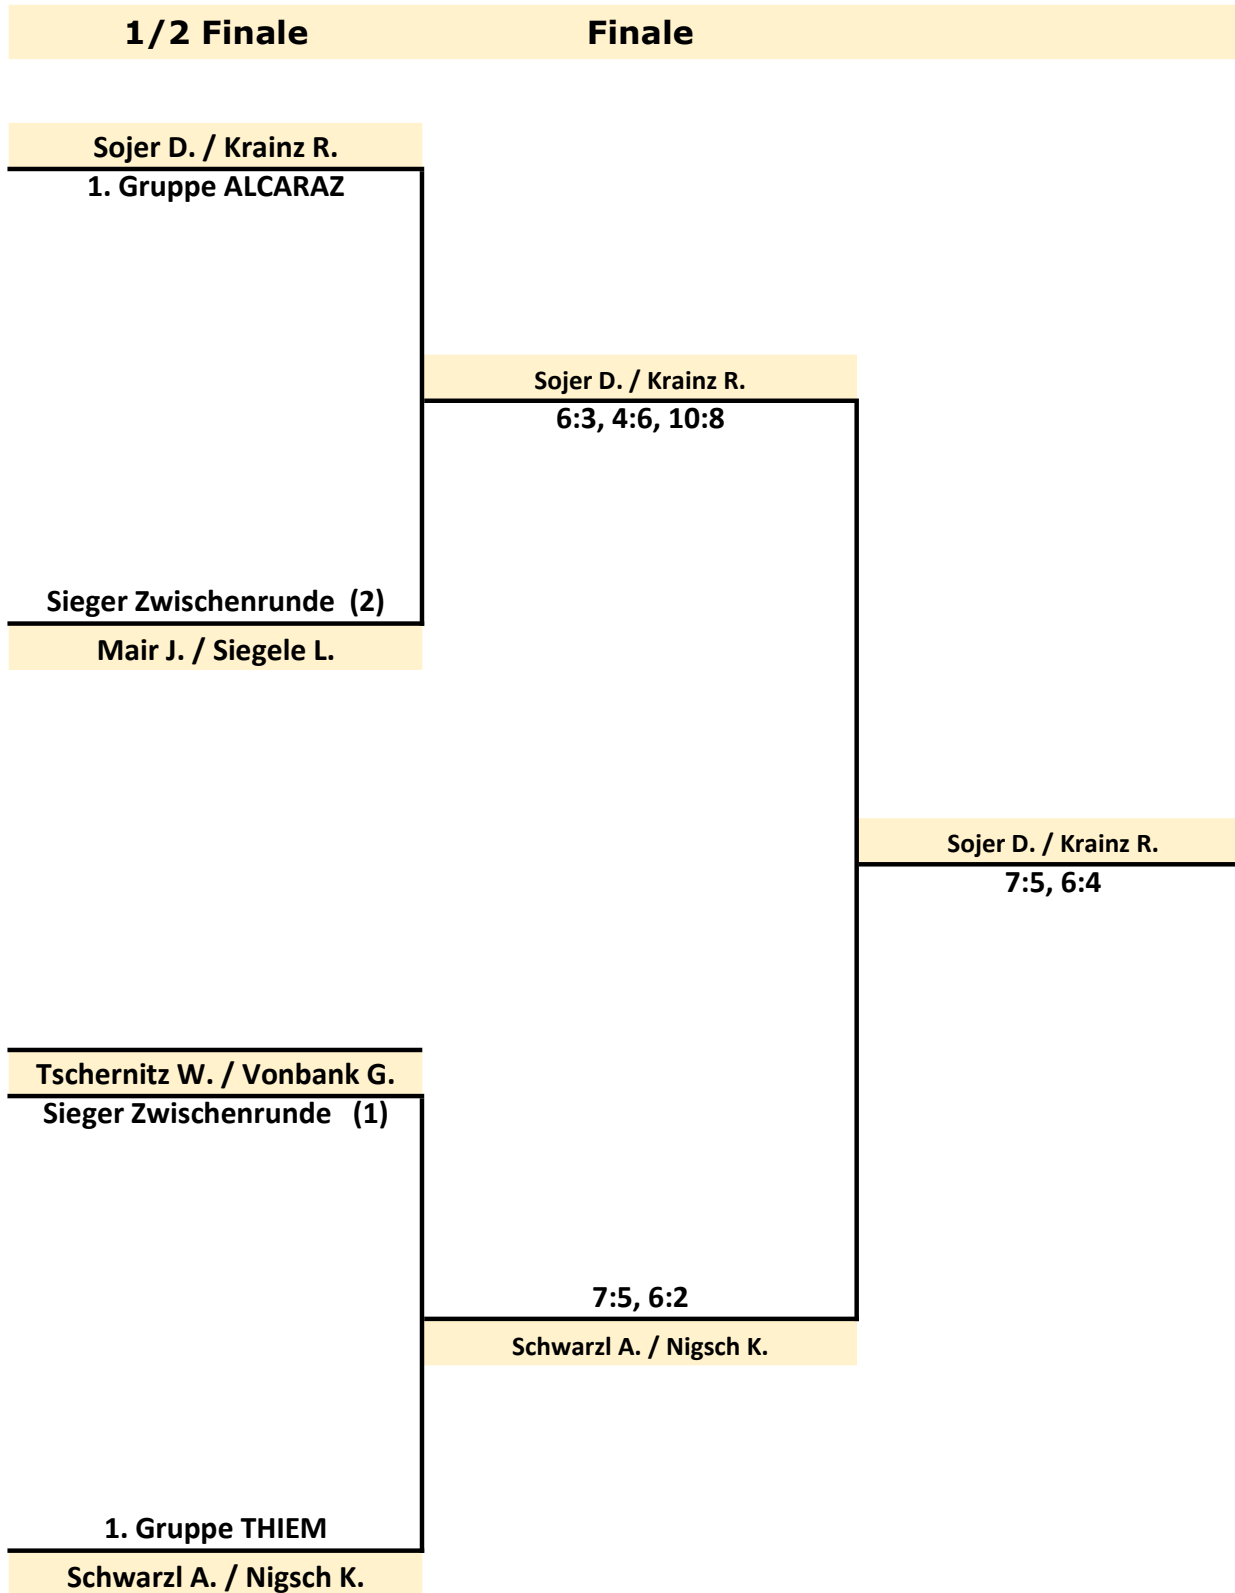 1/2 Finale Finale
Sojer D. / Krainz R.
1. Gruppe ALCARAZ
Sojer D. / Krainz R.
6:3, 4:6, 10:8
Sieger Zwischenrunde (2)
Mair J. / Siegele L.
Sojer D. / Krainz R.
7:5, 6:4
Tschernitz W. / Vonbank G.
Sieger Zwischenrunde (1)
7:5, 6:2
Schwarzl A. / Nigsch K.
1. Gruppe THIEM
Schwarzl A. / Nigsch K.